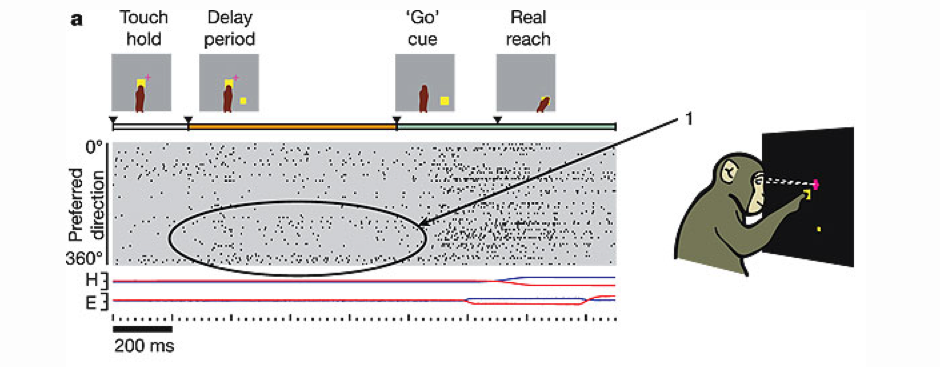 a
Touch
hold
Delay
period
‘Go’
cue
Real
reach
1
0°
Preferred
direction
360°
H
E
200 ms